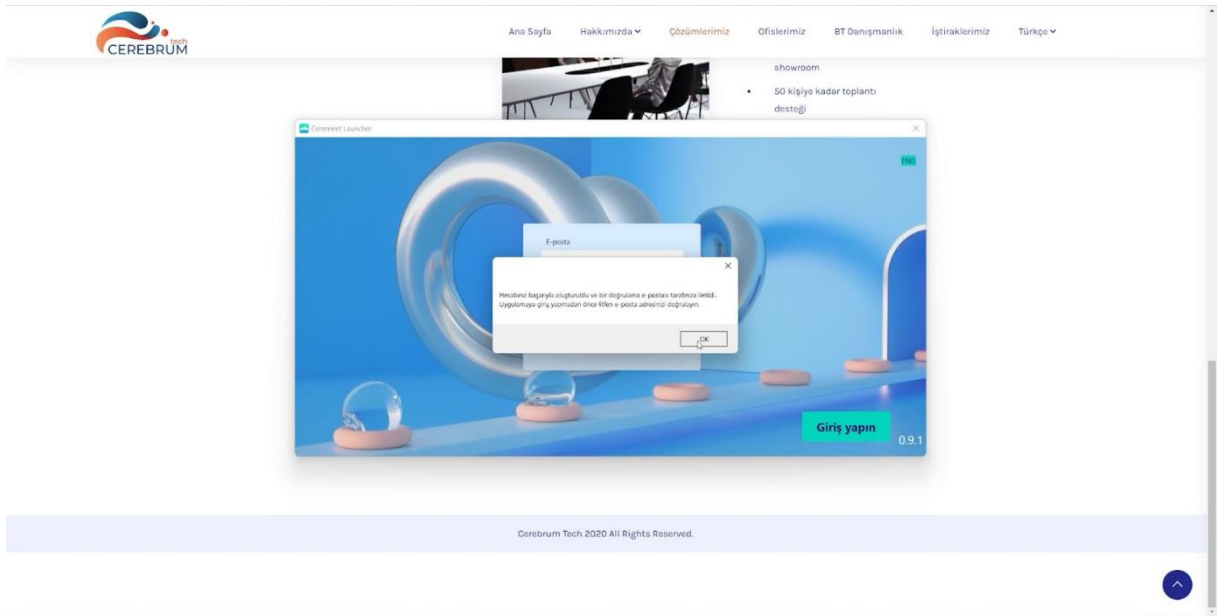 CEREBRUM
tech
Ana Sayfa
Hakkımızda
Çözümlerimiz
Ofislerimiz
BT Danışmanlık
İştiraklerimiz
Türkçe
showroom
50 kişiye kadar toplantı
desteği
Ceremeet Launcher
ENG
E-posta
Hesabınız başarıyla oluşturuldu ve bir doğrulama e-postası tarafınıza iletildi.
Uygulamaya giriş yapmadan önce lütfen e-posta adresinizi doğrulayın.
OK
Giriş yapın
0.9.1
Cerebrum Tech 2020 All Rights Reserved.